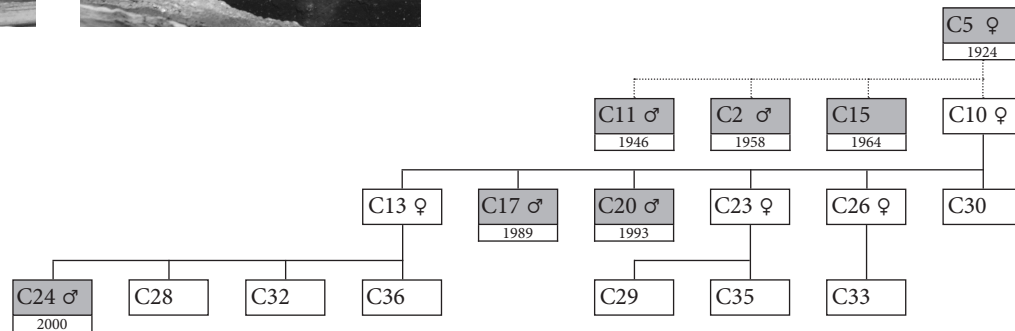 C5 ♀
1924
C11 ♂ C2 ♂ C15 C10 ♀
1946 1958 1964
C13 ♀ C17 ♂ C20 ♂ C23 ♀ C26 ♀ C30
1989 1993
C24 ♂ C28 C32 C36 C29 C35 C33
2000